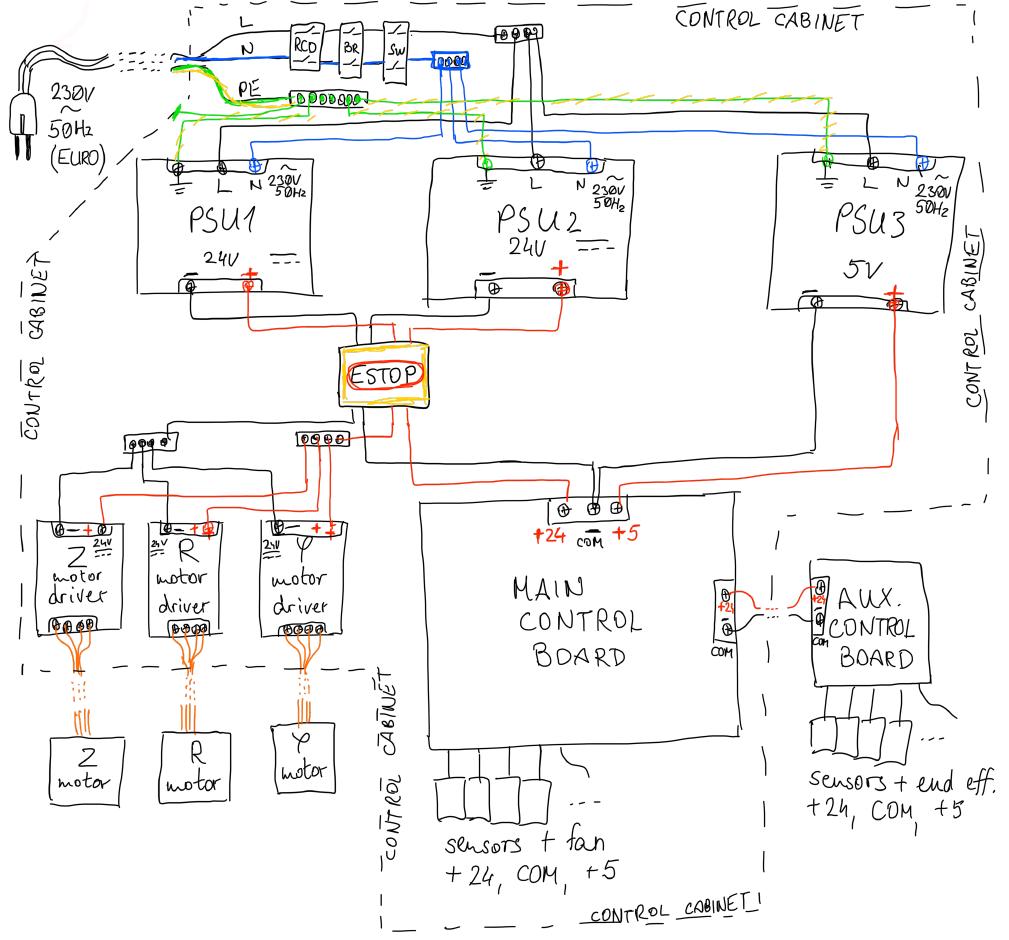 CONTROL CABINET
L
N
PE
RCD
BR
SW
230V
~
50Hz
(EURO)
L
N
~
230V
50Hz
PSU1
24V
-
+
L
N
~
230V
50Hz
PSU2
24V
-
+
L
N
~
230V
50Hz
PSU3
5V
-
+
CONTROL CABINET
CONTROL CABINET
ESTOP
- +
24V
Z
motor
driver
- +
24V
R
motor
driver
- +
24V
φ
motor
driver
+24
-
COM
+5
MAIN
CONTROL
BOARD
+24
-
COM
+24
-
COM
AUX.
CONTROL
BOARD
Z
motor
R
motor
φ
motor
CONTROL CABINET
sensors + fan
+24, COM, +5
sensors + end eff.
+24, COM, +5
CONTROL CABINET